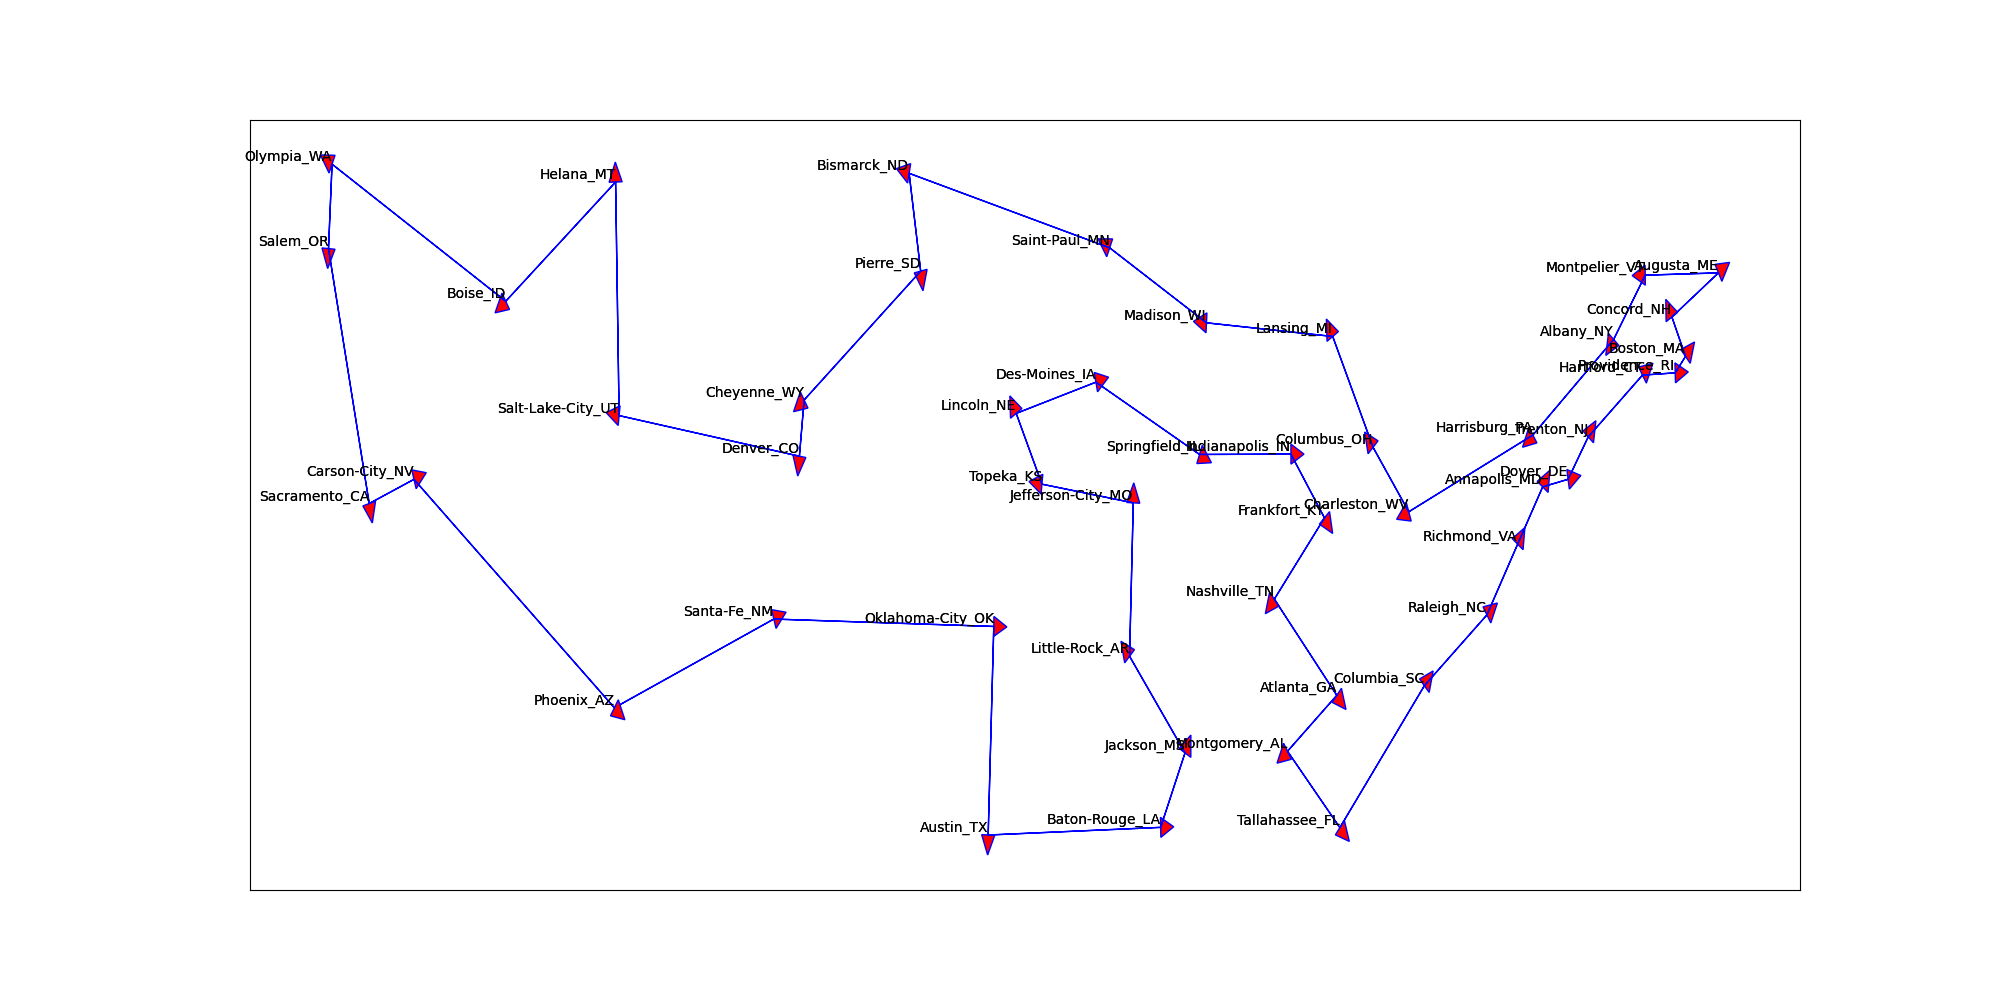 Olympia_WA
Helana_MT
Bismarck_ND
Salem_OR
Saint-Paul_MN
Pierre_SD
Montpelier_VT
Augusta_ME
Boise_ID
Concord_NH
Madison_WI
Lansing_MI
Albany_NY
Boston_MA
Hartford_CT
Providence_RI
Des-Moines_IA
Cheyenne_WY
Lincoln_NE
Salt-Lake-City_UT
Harrisburg_PA
Trenton_NJ
Denver_CO
Springfield_IL
Indianapolis_IN
Columbus_OH
Carson-City_NV
Topeka_KS
Dover_DE
Annapolis_MD
Sacramento_CA
Jefferson-City_MO
Charleston_WV
Frankfort_KY
Richmond_VA
Nashville_TN
Raleigh_NC
Santa-Fe_NM
Oklahoma-City_OK
Little-Rock_AR
Columbia_SC
Atlanta_GA
Phoenix_AZ
Jackson_MS
Montgomery_AL
Baton-Rouge_LA
Tallahassee_FL
Austin_TX